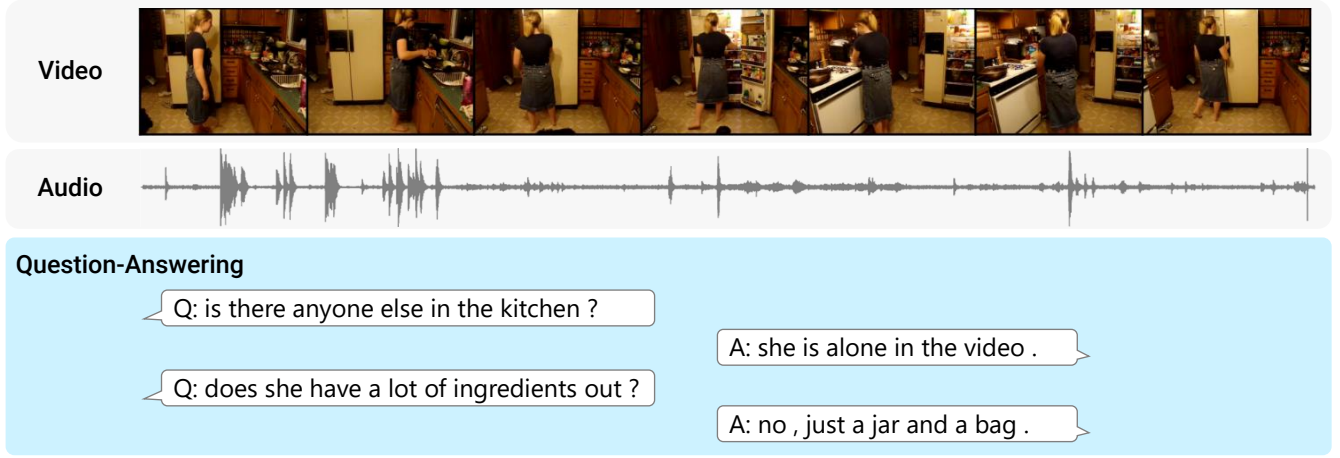 Video
Audio
Question-Answering
Q: is there anyone else in the kitchen ?
A: she is alone in the video .
Q: does she have a lot of ingredients out ?
A: no , just a jar and a bag .